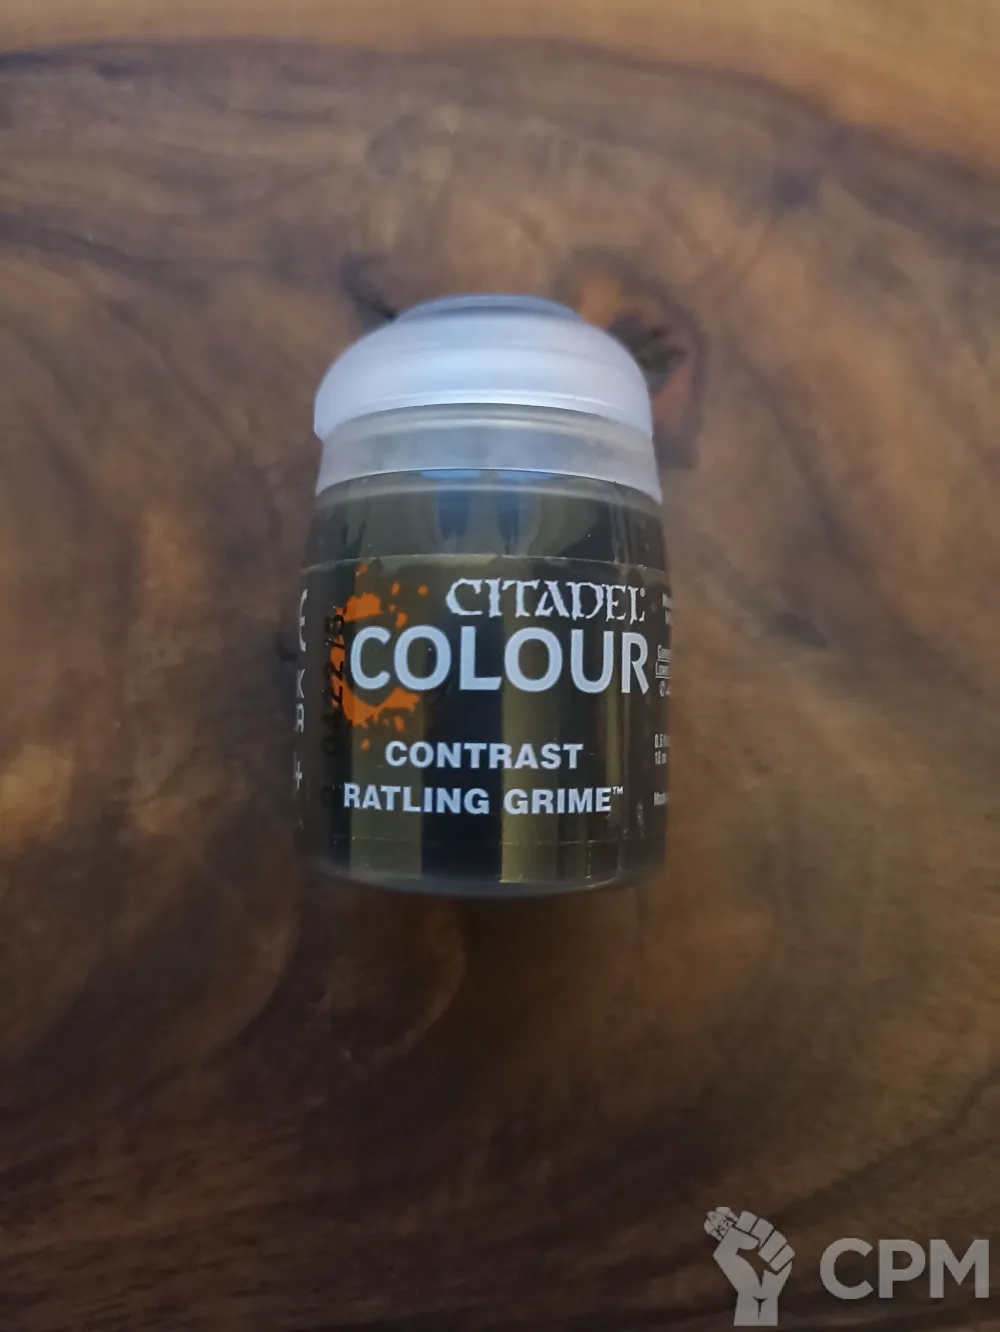 CITADEL®
COLOUR
CONTRAST
RATLING GRIME™
CPM